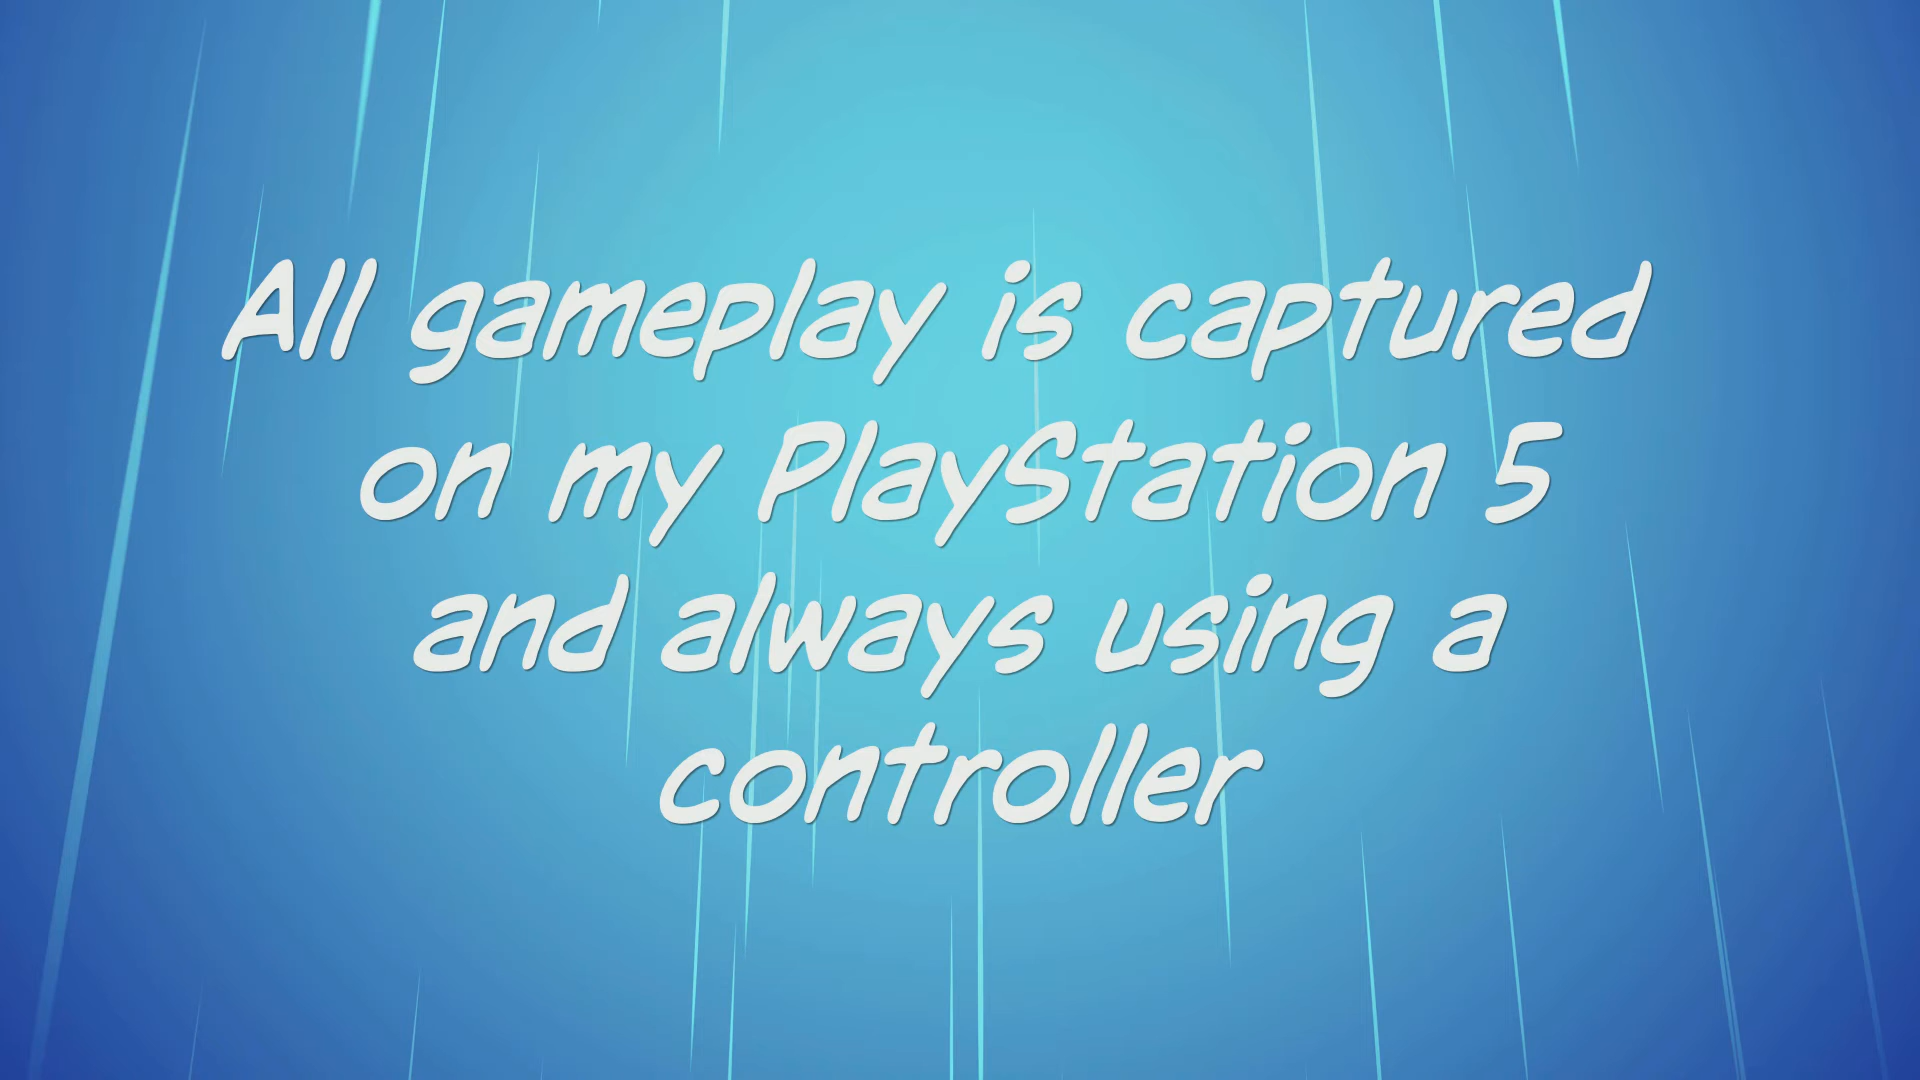 All gameplay is captured
on my PlayStation 5
and always using a
controller